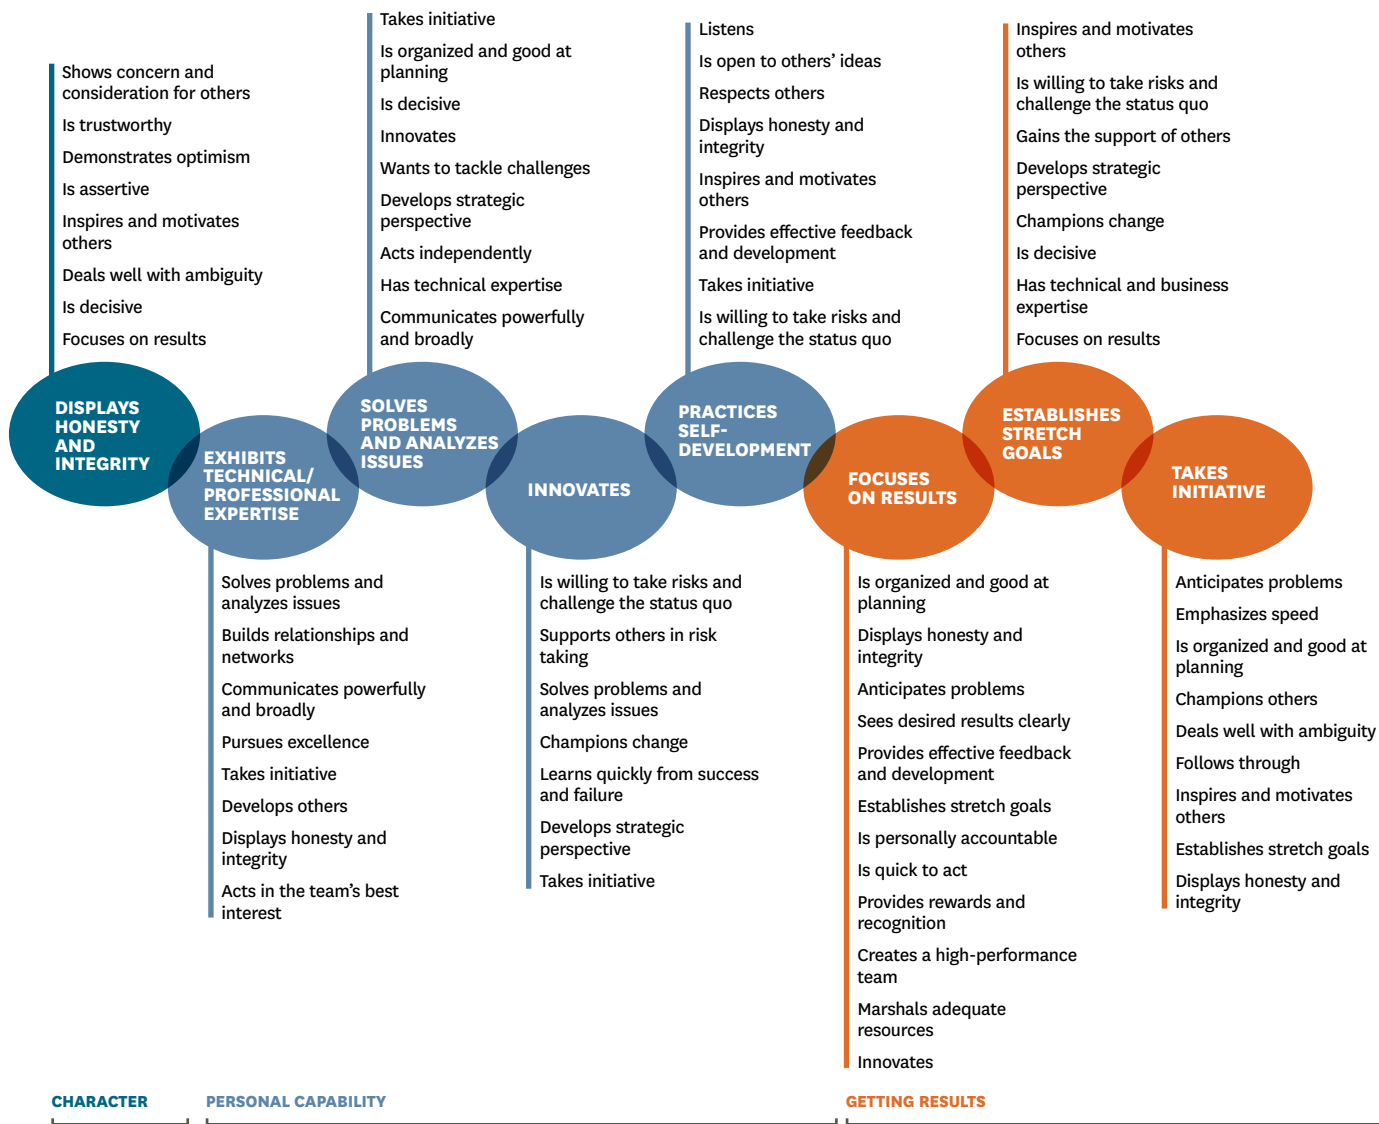 Shows concern and
consideration for others
Is trustworthy
Demonstrates optimism
Is assertive
Inspires and motivates
others
Deals well with ambiguity
Is decisive
Focuses on results
DISPLAYS
HONESTY
AND
INTEGRITY
EXHIBITS
TECHNICAL/
PROFESSIONAL
EXPERTISE
Solves problems and
analyzes issues
Builds relationships and
networks
Communicates powerfully
and broadly
Pursues excellence
Takes initiative
Develops others
Displays honesty and
integrity
Acts in the team’s best
interest
Takes initiative
Is organized and good at
planning
Is decisive
Innovates
Wants to tackle challenges
Develops strategic
perspective
Acts independently
Has technical expertise
Communicates powerfully
and broadly
SOLVES
PROBLEMS
AND ANALYZES
ISSUES
INNOVATES
Is willing to take risks and
challenge the status quo
Supports others in risk
taking
Solves problems and
analyzes issues
Champions change
Learns quickly from success
and failure
Develops strategic
perspective
Takes initiative
Listens
Is open to others’ ideas
Respects others
Displays honesty and
integrity
Inspires and motivates
others
Provides effective feedback
and development
Takes initiative
Is willing to take risks and
challenge the status quo
PRACTICES
SELF-
DEVELOPMENT
FOCUSES
ON RESULTS
Is organized and good at
planning
Displays honesty and
integrity
Anticipates problems
Sees desired results clearly
Provides effective feedback
and development
Establishes stretch goals
Is personally accountable
Is quick to act
Provides rewards and
recognition
Creates a high-performance
team
Marshals adequate
resources
Innovates
Inspires and motivates
others
Is willing to take risks and
challenge the status quo
Gains the support of others
Develops strategic
perspective
Champions change
Is decisive
Has technical and business
expertise
Focuses on results
ESTABLISHES
STRETCH
GOALS
TAKES
INITIATIVE
Anticipates problems
Emphasizes speed
Is organized and good at
planning
Champions others
Deals well with ambiguity
Follows through
Inspires and motivates
others
Establishes stretch goals
Displays honesty and
integrity
CHARACTER
PERSONAL CAPABILITY
GETTING RESULTS